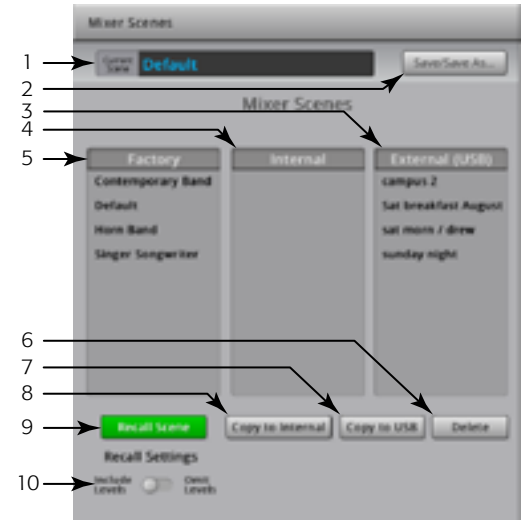 Mixer Scenes
1
Current Scene Default
Save/Save As...
2
3
Mixer Scenes
4
5
Factory Internal External (USB)
Contemporary Band campus 2
Default Sat breakfast August
Horn Band sat morn / drew
Singer Songwriter sunday night
6
7
8
9
Recall Scene Copy to Internal Copy to USB Delete
Recall Settings
10
Include Levels Omit Levels